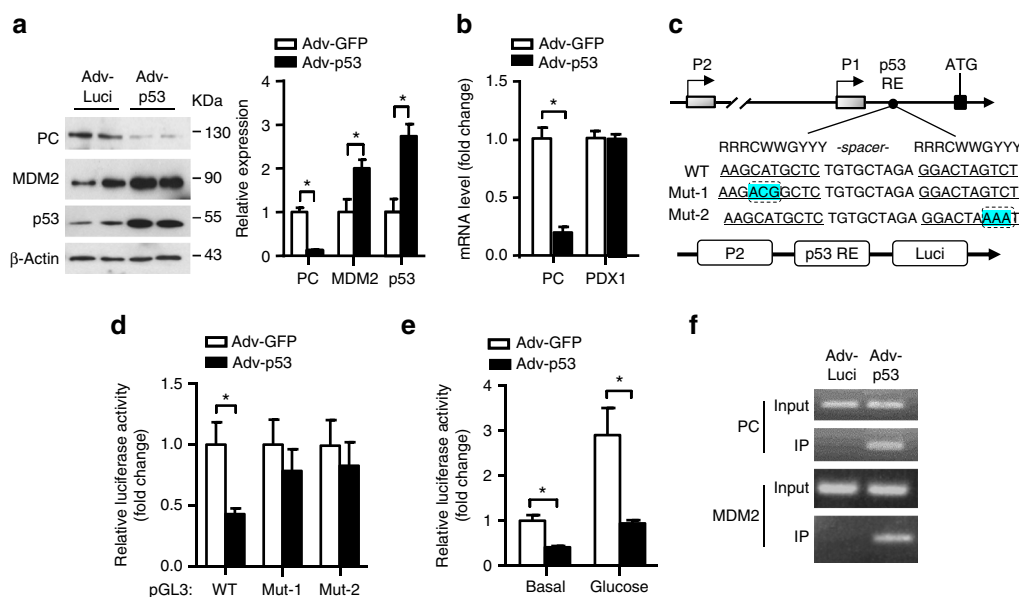 a
Adv-
Luci
Adv-
p53
KDa
PC
130
MDM2
90
p53
55
β-Actin
43
Adv-GFP
Adv-p53
Relative expression
4
3
2
1
0
*
*
*
PC MDM2 p53
b
Adv-GFP
Adv-p53
mRNA level (fold change)
1.5
1.0
0.5
0.0
*
PC PDX1
c
P2
P1
p53
RE
ATG
RRRCWWGYYY -spacer- RRRCWWGYYY
WT AAGCATGCTC TGTGCTAGA GGACTAGTCT
Mut-1 AAGACGGCTC TGTGCTAGA GGACTAGTCT
Mut-2 AAGCATGCTC TGTGCTAGA GGACTAAAAT
P2 p53 RE Luci
d
Adv-GFP
Adv-p53
Relative luciferase activity
(fold change)
1.5
1.0
0.5
0.0
*
pGL3: WT Mut-1 Mut-2
e
Adv-GFP
Adv-p53
Relative luciferase activity
(fold change)
4
3
2
1
0
*
*
Basal Glucose
f
Adv-
Luci
Adv-
p53
PC
Input
IP
MDM2
Input
IP